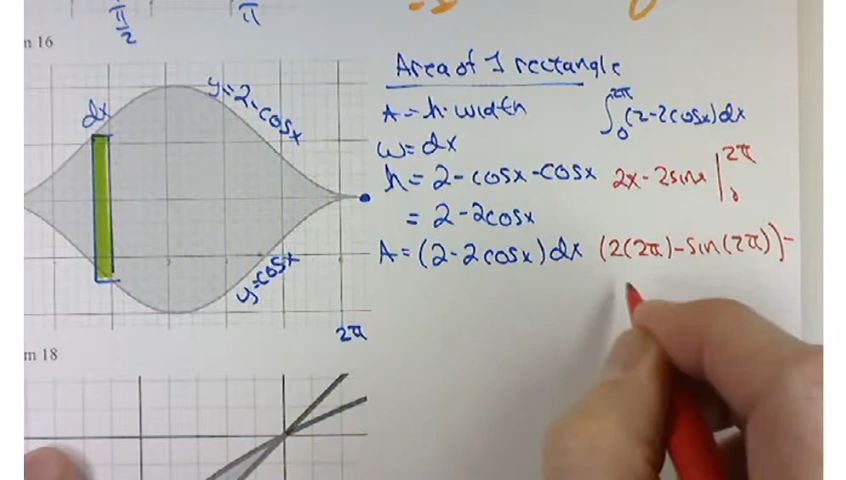 π/2
π
m 16
y=2-cosx
dx
y=cosx
2π
m 18
Area of 1 rectangle
A=h·width
w=dx
h=2-cosx-cosx
=2-2cosx
A=(2-2cosx)dx
∫₀^2π (2-2cosx)dx
2x-2sinx |₀^2π
(2(2π)-sin(2π))-